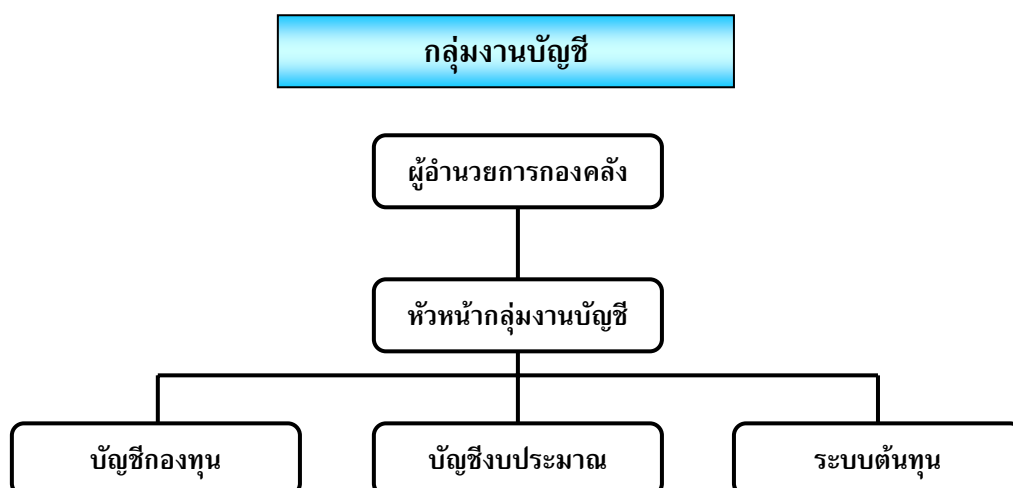 กลุ่มงานบัญชี
ผู้อำนวยการกองคลัง
หัวหน้ากลุ่มงานบัญชี
บัญชีกองทุน
บัญชีงบประมาณ
ระบบต้นทุน